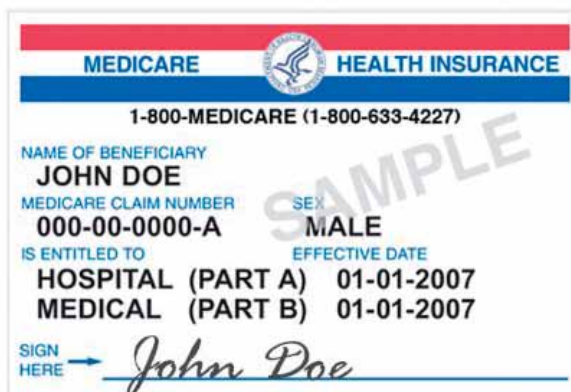 MEDICARE HEALTH INSURANCE
1-800-MEDICARE (1-800-633-4227)
NAME OF BENEFICIARY
JOHN DOE
MEDICARE CLAIM NUMBER SEX
000-00-0000-A MALE
IS ENTITLED TO EFFECTIVE DATE
HOSPITAL (PART A) 01-01-2007
MEDICAL (PART B) 01-01-2007
SIGN HERE John Doe
SAMPLE